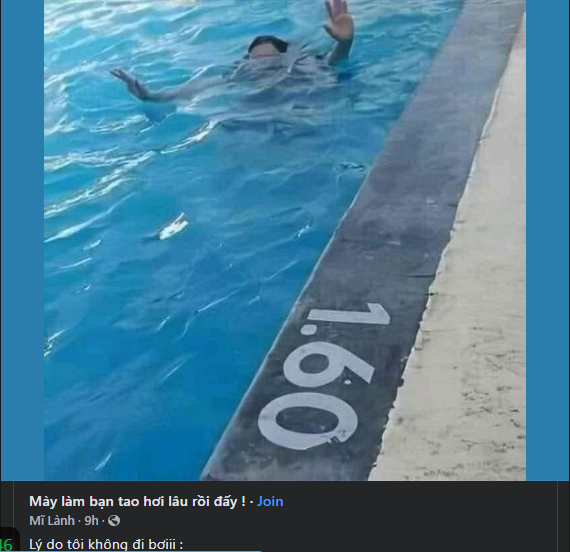 1.60
Mày làm bạn tao hơi lâu rồi đấy ! · Join
Mĩ Lành · 9h ·
46
Lý do tôi không đi bơiii :